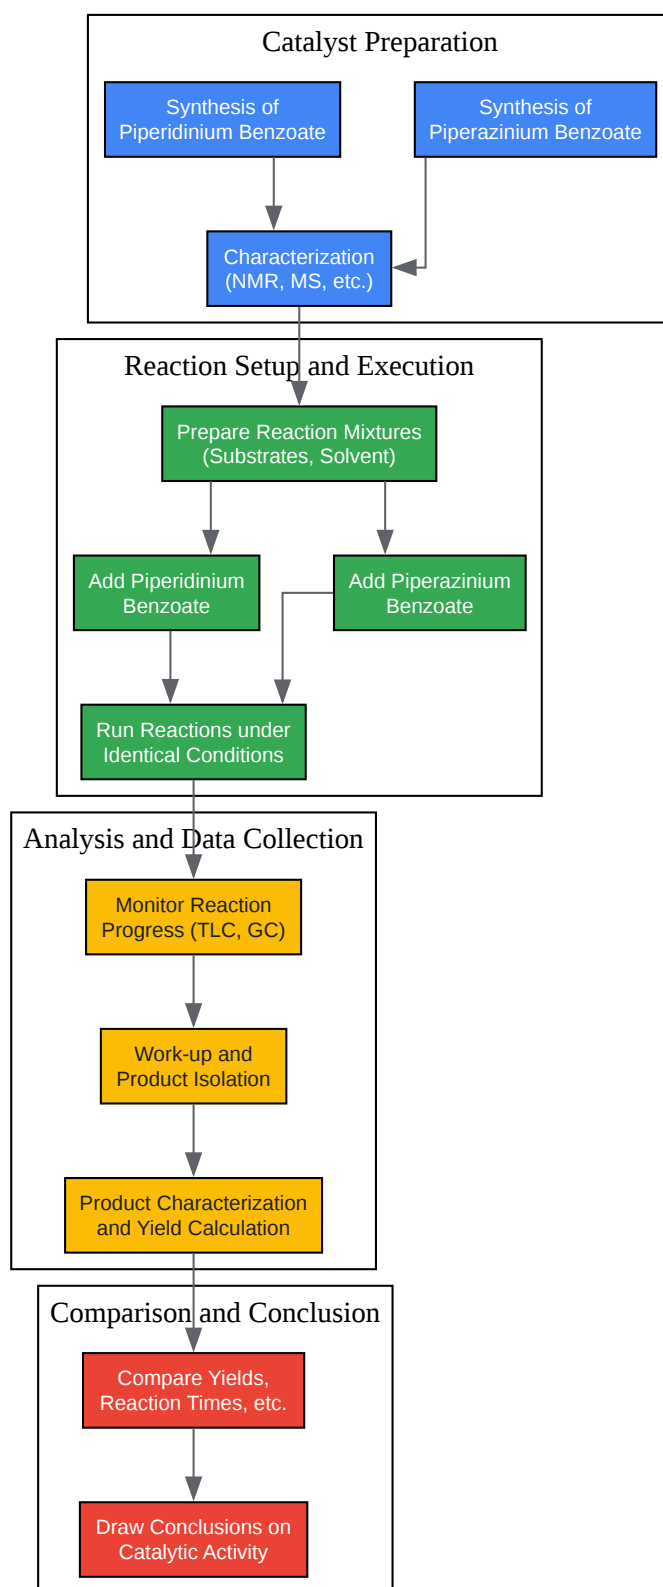 Catalyst Preparation
Synthesis of
Piperidinium Benzoate
Synthesis of
Piperazinium Benzoate
Characterization
(NMR, MS, etc.)
Reaction Setup and Execution
Prepare Reaction Mixtures
(Substrates, Solvent)
Add Piperidinium
Benzoate
Add Piperazinium
Benzoate
Run Reactions under
Identical Conditions
Analysis and Data Collection
Monitor Reaction
Progress (TLC, GC)
Work-up and
Product Isolation
Product Characterization
and Yield Calculation
Comparison and Conclusion
Compare Yields,
Reaction Times, etc.
Draw Conclusions on
Catalytic Activity